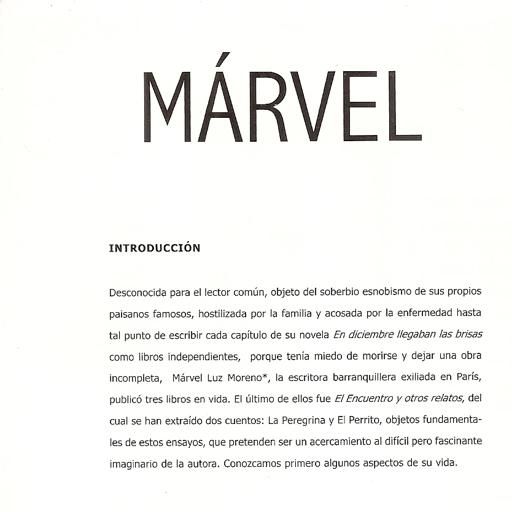 MÁRVEL
INTRODUCCIÓN
Desconocida para el lector común, objeto del soberbio esnobismo de sus propios
paisanos famosos, hostilizada por la familia y acosada por la enfermedad hasta
tal punto de escribir cada capítulo de su novela En diciembre llegaban las brisas
como libros independientes, porque tenía miedo de morirse y dejar una obra
incompleta, Márvel Luz Moreno*, la escritora barranquillera exiliada en París,
publicó tres libros en vida. El último de ellos fue El Encuentro y otros relatos, del
cual se han extraído dos cuentos: La Peregrina y El Perrito, objetos fundamenta-
les de estos ensayos, que pretenden ser un acercamiento al difícil pero fascinante
imaginario de la autora. Conozcamos primero algunos aspectos de su vida.